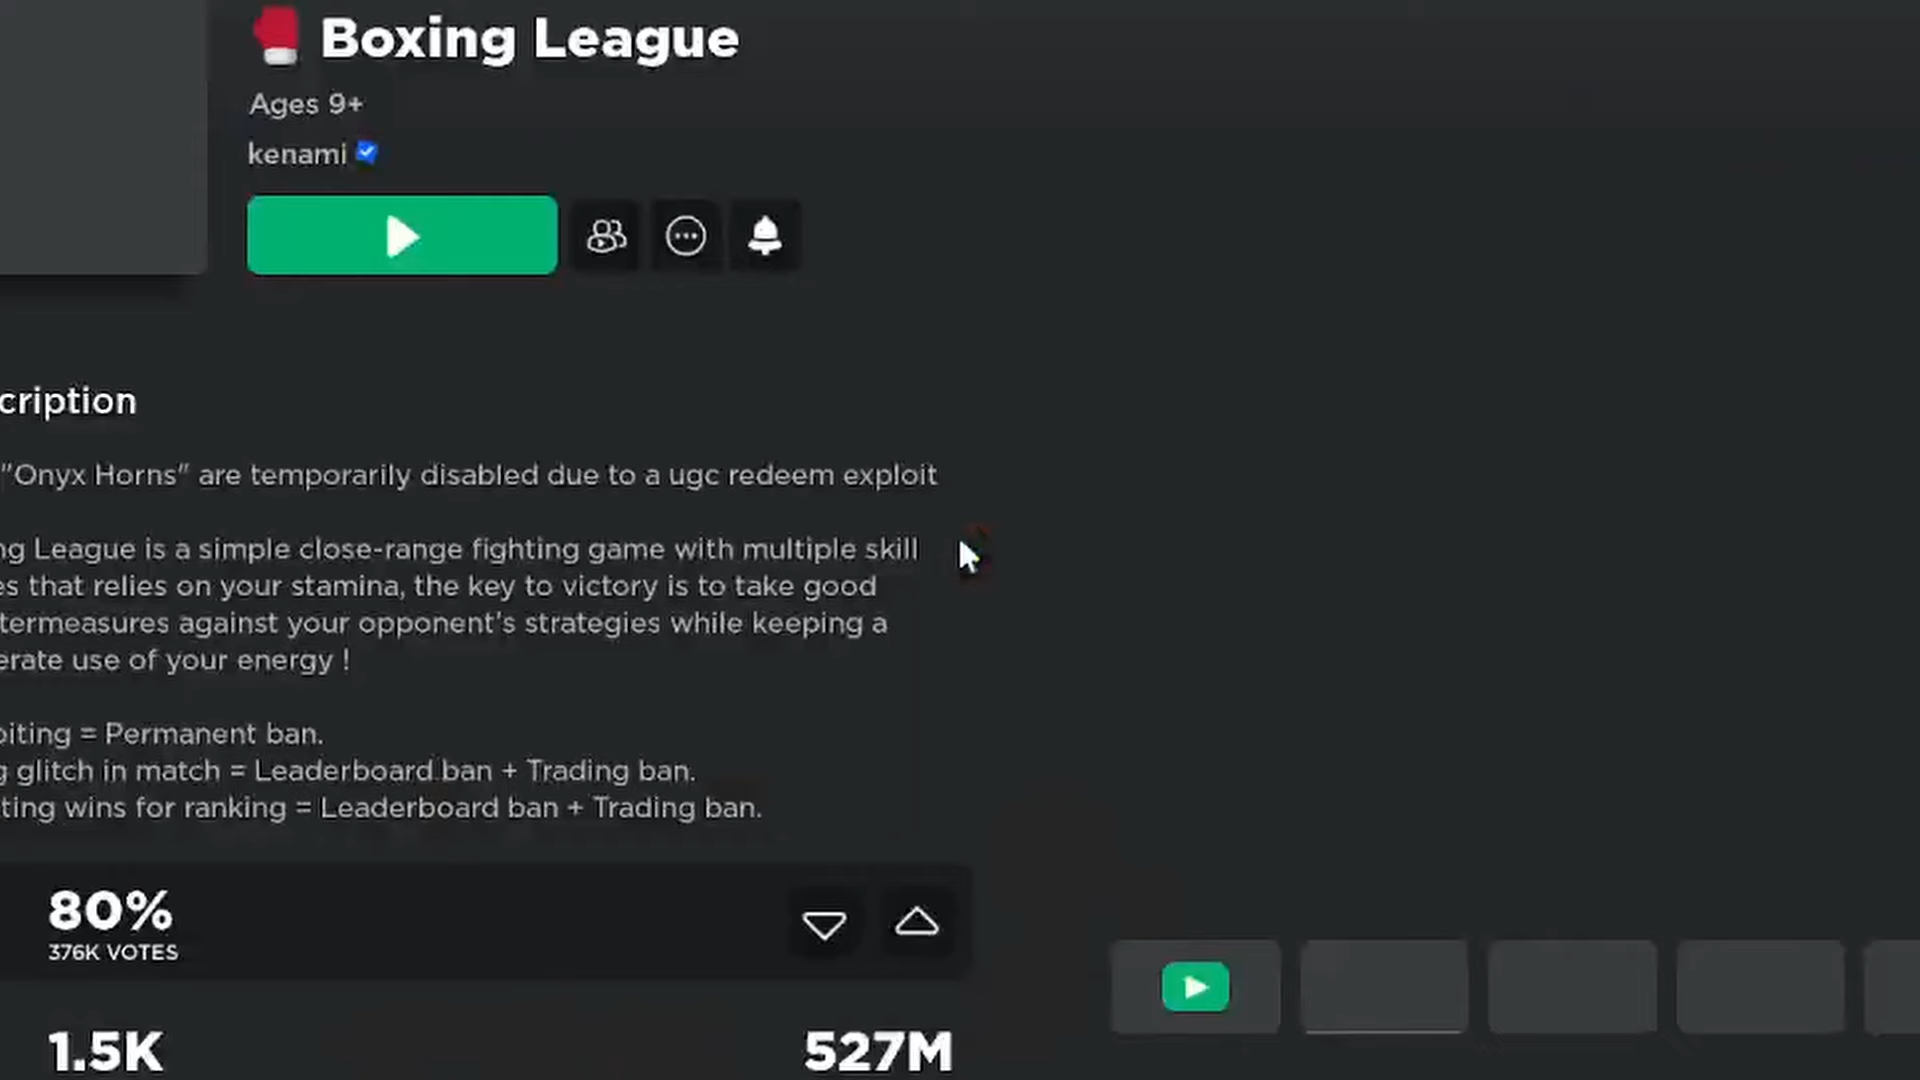 Boxing League
Ages 9+
kenami
cription
"Onyx Horns" are temporarily disabled due to a ugc redeem exploit
ng League is a simple close-range fighting game with multiple skill
es that relies on your stamina, the key to victory is to take good
termeasures against your opponent's strategies while keeping a
erate use of your energy !
oiting = Permanent ban.
g glitch in match = Leaderboard ban + Trading ban.
ting wins for ranking = Leaderboard ban + Trading ban.
80%
376K VOTES
1.5K
527M